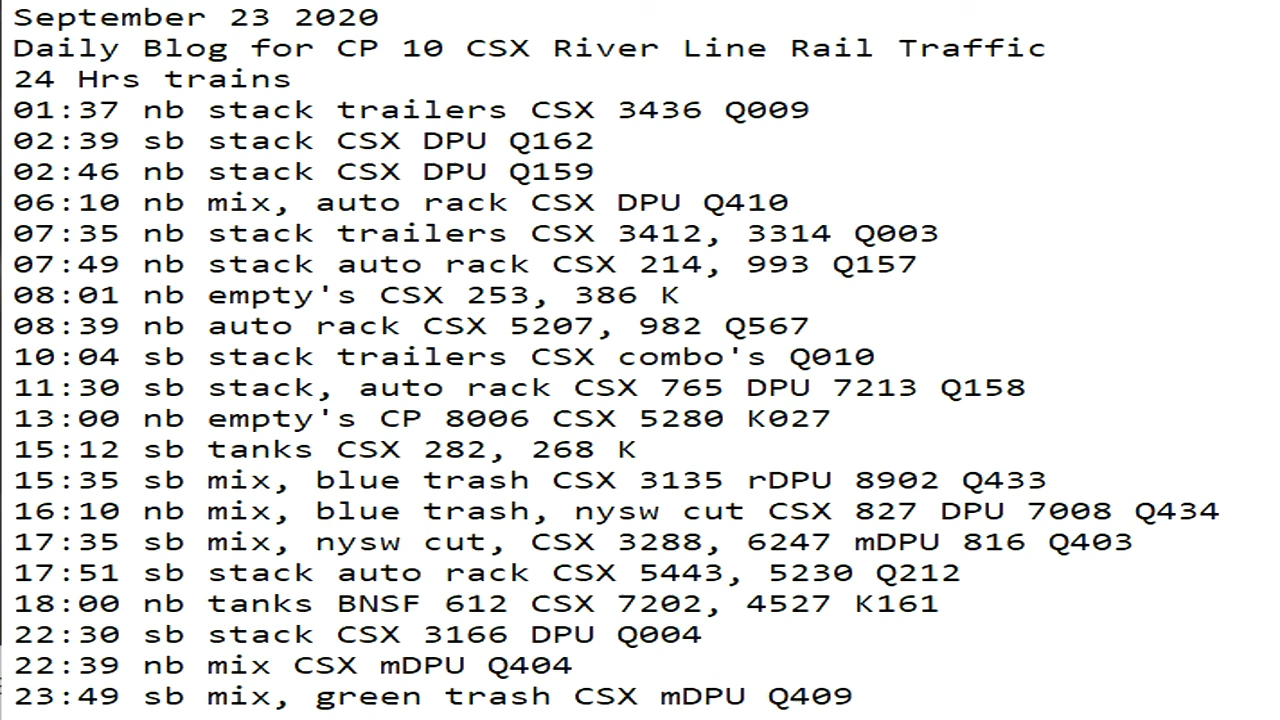 September 23 2020
Daily Blog for CP 10 CSX River Line Rail Traffic
24 Hrs trains
01:37 nb stack trailers CSX 3436 Q009
02:39 sb stack CSX DPU Q162
02:46 nb stack CSX DPU Q159
06:10 nb mix, auto rack CSX DPU Q410
07:35 nb stack trailers CSX 3412, 3314 Q003
07:49 nb stack auto rack CSX 214, 993 Q157
08:01 nb empty's CSX 253, 386 K
08:39 nb auto rack CSX 5207, 982 Q567
10:04 sb stack trailers CSX combo's Q010
11:30 sb stack, auto rack CSX 765 DPU 7213 Q158
13:00 nb empty's CP 8006 CSX 5280 K027
15:12 sb tanks CSX 282, 268 K
15:35 sb mix, blue trash CSX 3135 rDPU 8902 Q433
16:10 nb mix, blue trash, nysw cut CSX 827 DPU 7008 Q434
17:35 sb mix, nysw cut, CSX 3288, 6247 mDPU 816 Q403
17:51 sb stack auto rack CSX 5443, 5230 Q212
18:00 nb tanks BNSF 612 CSX 7202, 4527 K161
22:30 sb stack CSX 3166 DPU Q004
22:39 nb mix CSX mDPU Q404
23:49 sb mix, green trash CSX mDPU Q409